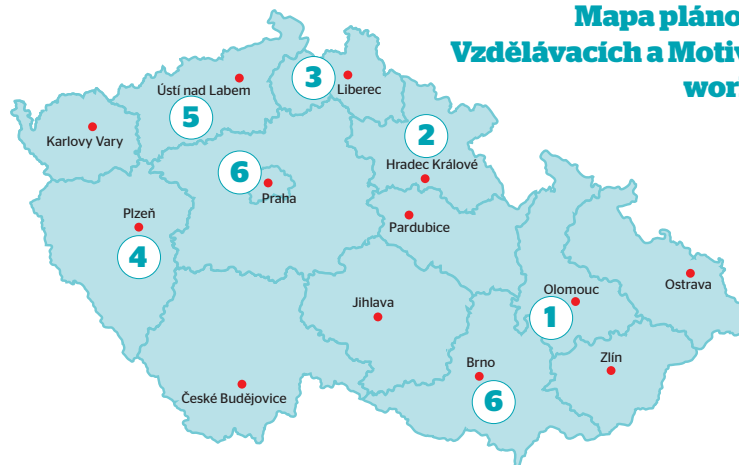 Mapa pláno
Vzdělávacích a Motiv
wor
3
Ústí nad Labem
Liberec
5
Karlovy Vary
2
Hradec Králové
6
Praha
Plzeň
Pardubice
4
Ostrava
Olomouc
Jihlava
1
Brno
Zlín
České Budějovice
6